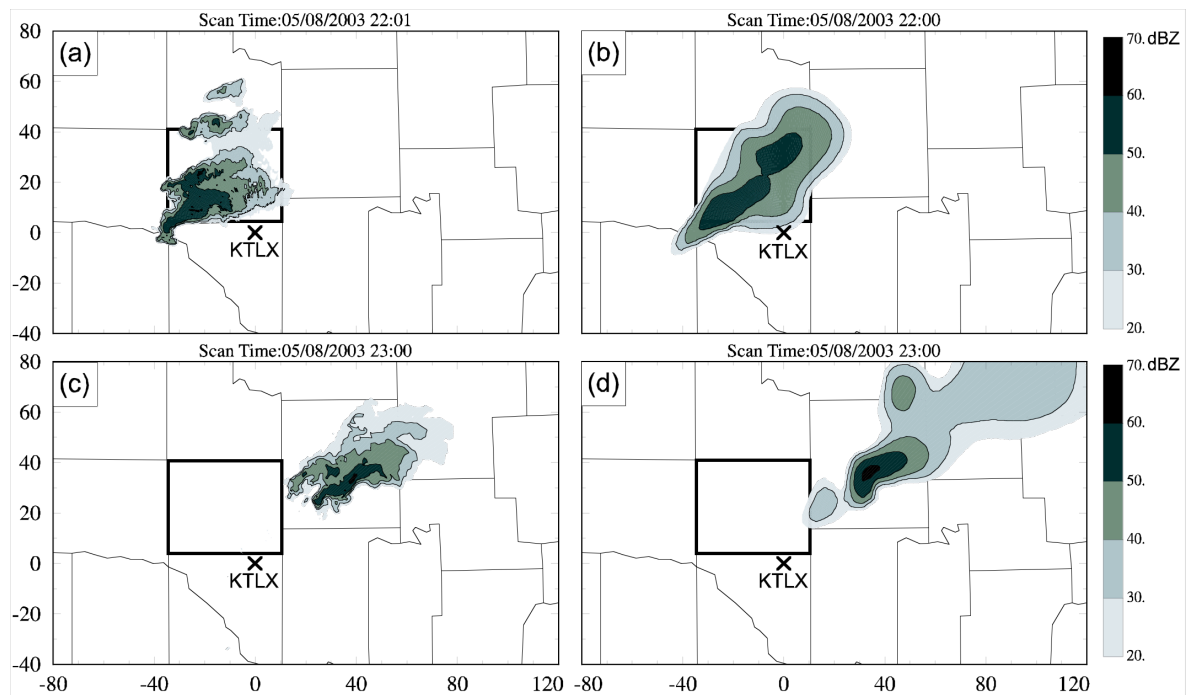 Scan Time:05/08/2003 22:01
Scan Time:05/08/2003 22:00
80
(a)
(b)
70. dBZ
60
60.
40
50.
20
40.
0
KTLX
KTLX
30.
-20
20.
-40
Scan Time:05/08/2003 23:00
Scan Time:05/08/2003 23:00
80
(c)
(d)
70. dBZ
60
60.
40
50.
20
40.
0
KTLX
KTLX
30.
-20
20.
-40
-80 -40 0 40 80 120
-80 -40 0 40 80 120